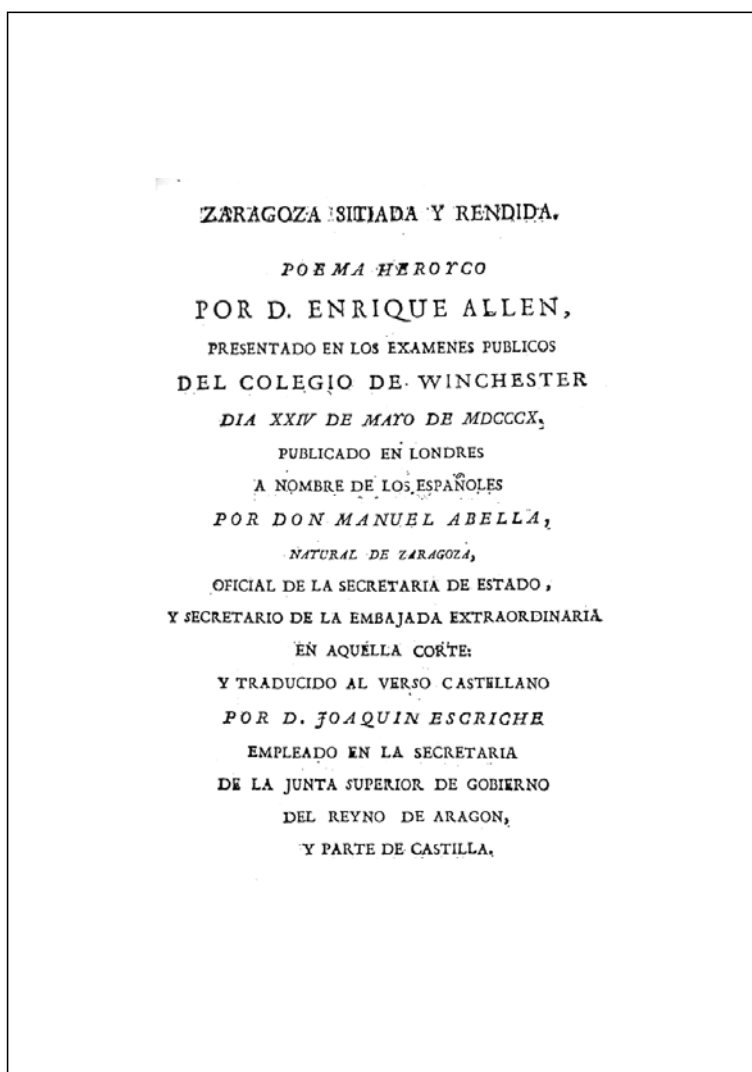 ZARAGOZA SITIADA Y RENDIDA.
POEMA HEROYCO
POR D. ENRIQUE ALLEN,
PRESENTADO EN LOS EXAMENES PUBLICOS
DEL COLEGIO DE WINCHESTER
DIA XXIV DE MAYO DE MDCCCX,
PUBLICADO EN LONDRES
A NOMBRE DE LOS ESPAÑOLES
POR DON MANUEL ABELLA,
NATURAL DE ZARAGOZA,
OFICIAL DE LA SECRETARIA DE ESTADO,
Y SECRETARIO DE LA EMBAJADA EXTRAORDINARIA
EN AQUELLA CORTE:
Y TRADUCIDO AL VERSO CASTELLANO
POR D. JOAQUIN ESCRICHE
EMPLEADO EN LA SECRETARIA
DE LA JUNTA SUPERIOR DE GOBIERNO
DEL REYNO DE ARAGON,
Y PARTE DE CASTILLA.